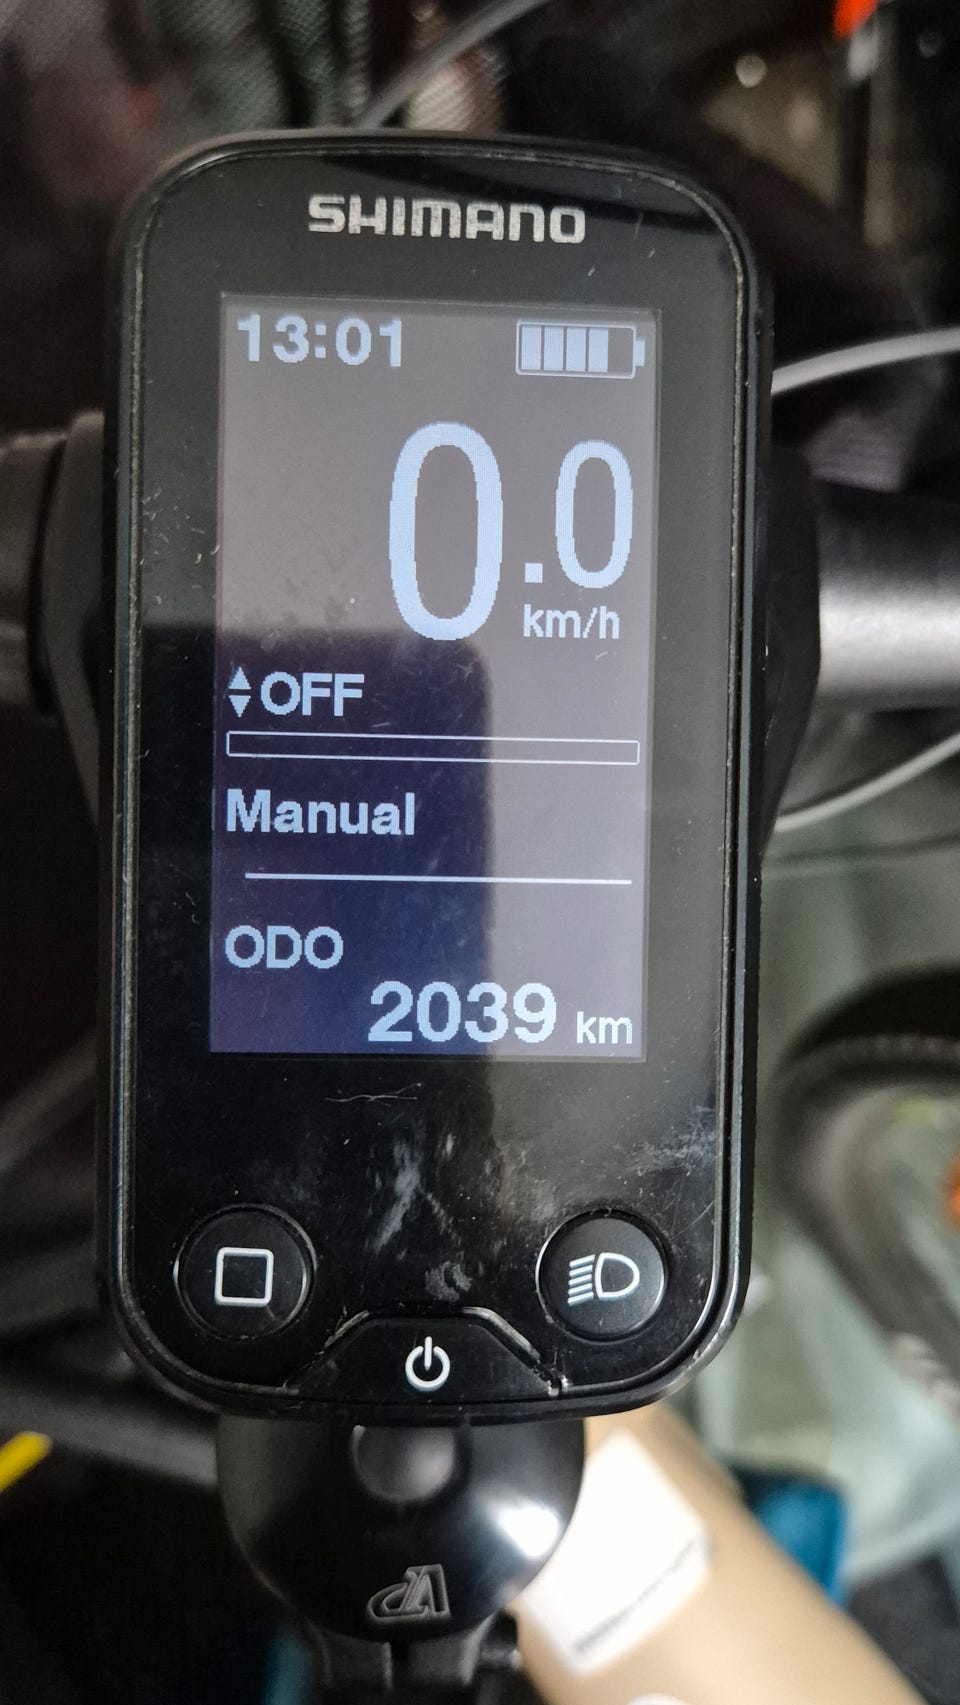 SHIMANO
13:01
0.0
km/h
OFF
Manual
ODO
2039 km